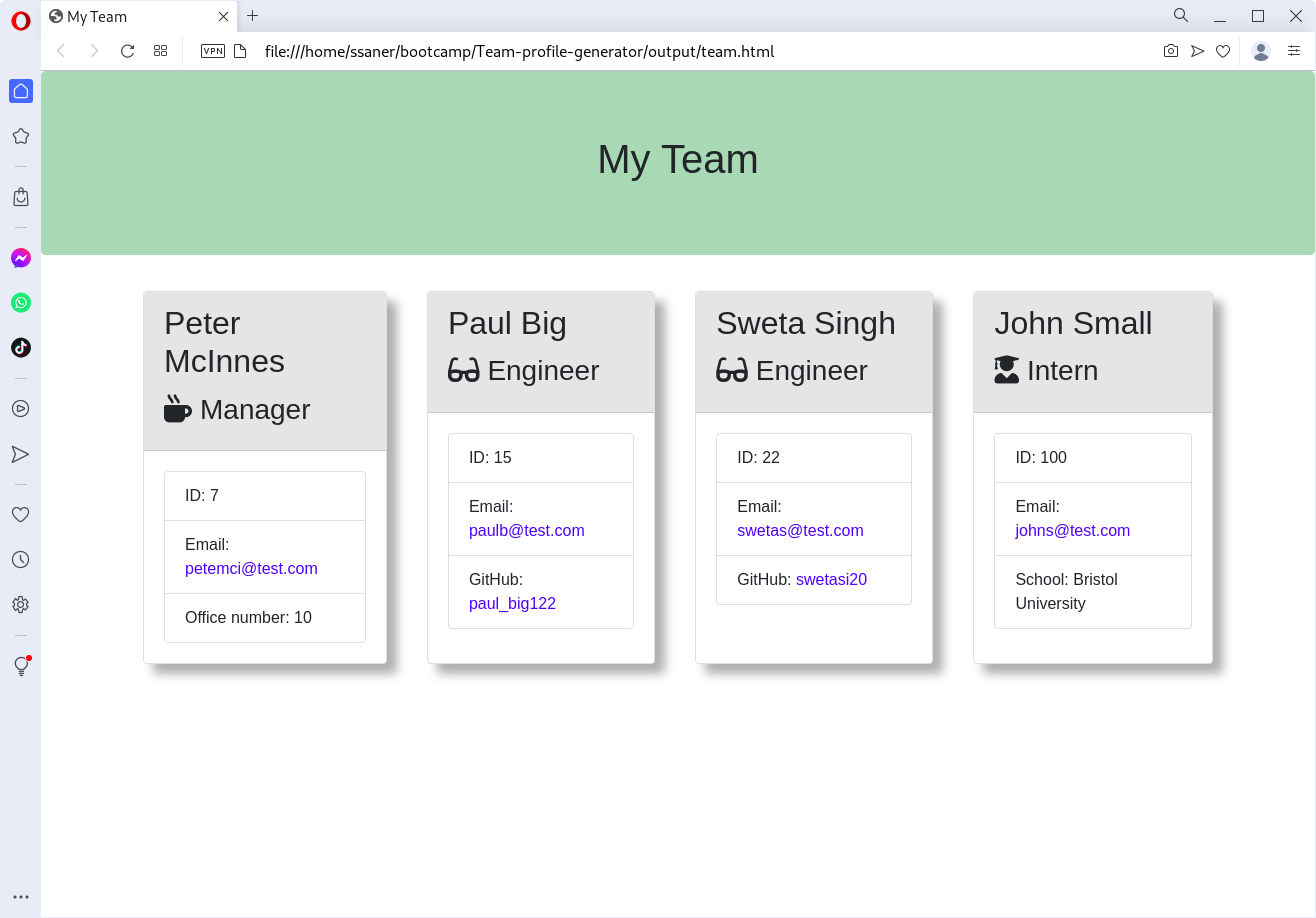 My Team
VPN
file:///home/ssaner/bootcamp/Team-profile-generator/output/team.html
My Team
Peter
McInnes
Manager
ID: 7
Email:
petemci@test.com
Office number: 10
Paul Big
Engineer
ID: 15
Email:
paulb@test.com
GitHub:
paul_big122
Sweta Singh
Engineer
ID: 22
Email:
swetas@test.com
GitHub: swetasi20
John Small
Intern
ID: 100
Email:
johns@test.com
School: Bristol
University